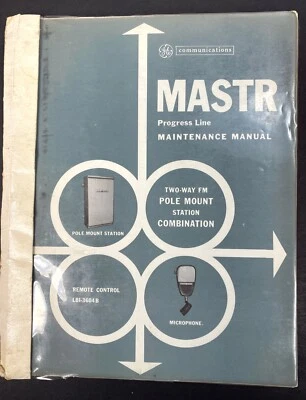 GE communications
MASTR
Progress Line
MAINTENANCE MANUAL
TWO-WAY FM
POLE MOUNT
STATION
COMBINATION
POLE MOUNT STATION
REMOTE CONTROL
LBI-3604B
MICROPHONE.